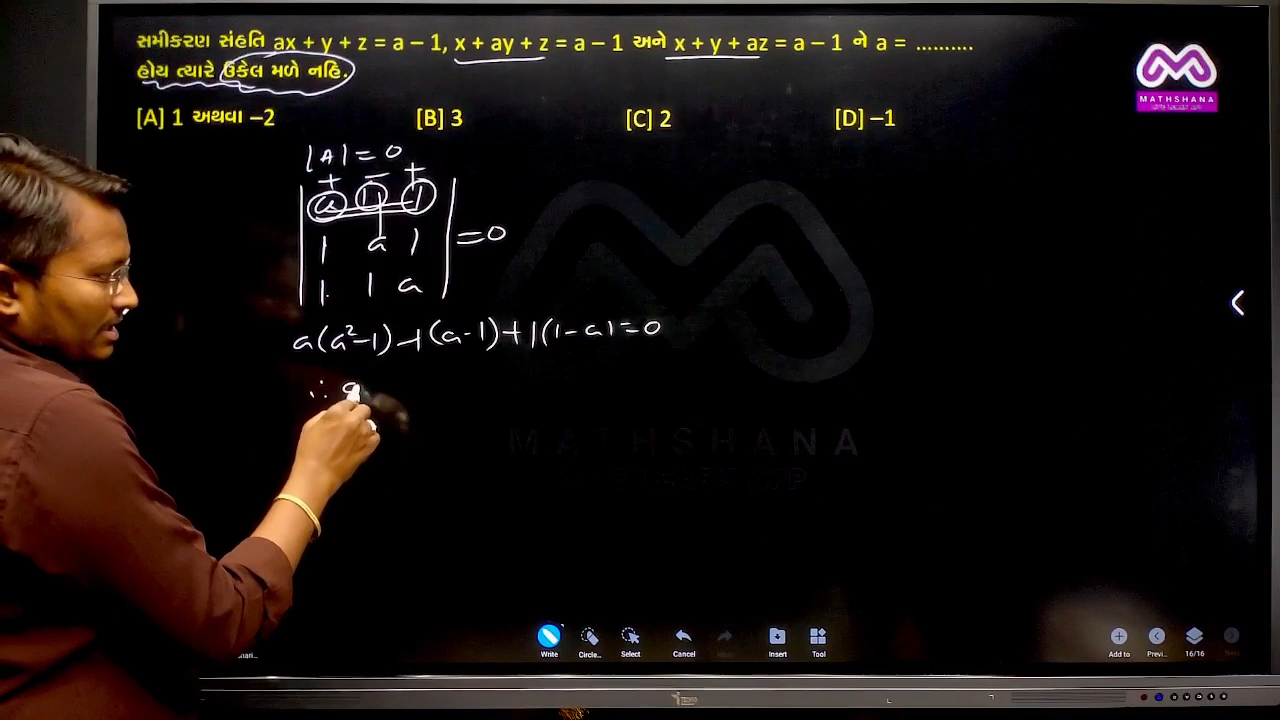 સમીકરણ સંહતિ ax + y + z = a − 1, x + ay + z = a − 1 અને x + y + az = a − 1 ને a = ..........
હોય ત્યારે ઉકેલ મળે નહિ.
[A] 1 અથવા −2 [B] 3 [C] 2 [D] −1
MATHSHANA
|A| = 0
+ − +
| a 1 1 |
| 1 a 1 | = 0
| 1 1 a |
a(a²-1) -1(a-1) + 1(1-a) = 0
∴ a
MATHSHANA
Write Circle... Select Cancel Insert Tool Add to Previ... 16/16 Next